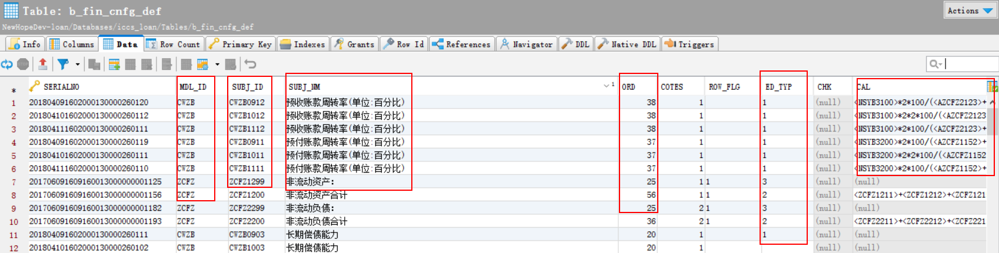 Table: b_fin_cnfg_def
Actions
NewHopeDev-loan/Databases/iccs_loan/Tables/b_fin_cnfg_def
Info Columns Data Row Count Primary Key Indexes Grants Row Id References Navigator DDL Native DDL Triggers
* SERIALNO MDL_ID SUBJ_ID SUBJ_NM 1 ORD COTES ROW_FLG ED_TYP CHK CAL
1 201804091602000130000260120 CWZB CWZB0912 预收账款周转率(单位:百分比) 38 1 1 (null) <NSYB3100>*2*100/(<AZCFZ2123>+
2 201804101602000130000260112 CWZB CWZB1012 预收账款周转率(单位:百分比) 38 1 1 (null) <NSYB3100>*2*2*100/(<AZCFZ2123
3 201804111602000130000260111 CWZB CWZB1112 预收账款周转率(单位:百分比) 38 1 1 (null) <NSYB3100>*2*100/(<AZCFZ2123>+
4 201804091602000130000260119 CWZB CWZB0911 预付账款周转率(单位:百分比) 37 1 1 (null) <NSYB3200>*2*100/(<AZCFZ1152>+
5 201804101602000130000260111 CWZB CWZB1011 预付账款周转率(单位:百分比) 37 1 1 (null) <NSYB3200>*2*2*100/(<AZCFZ1152
6 201804111602000130000260110 CWZB CWZB1111 预付账款周转率(单位:百分比) 37 1 1 (null) <NSYB3200>*2*100/(<AZCFZ1152>+
7 2017060916091600130000000001125 ZCFZ ZCFZ1299 非流动资产: 25 1 1 3 (null) (null)
8 2017060916091600130000000001156 ZCFZ ZCFZ1200 非流动资产合计 56 1 1 2 (null) <ZCFZ1211>+<ZCFZ1212>+<ZCFZ121
9 2017060916091600130000000001182 ZCFZ ZCFZ2299 非流动负债: 25 2 1 3 (null) (null)
10 2017060916091600130000000001193 ZCFZ ZCFZ2200 非流动负债合计 36 2 1 2 (null) <ZCFZ2211>+<ZCFZ2212>+<ZCFZ221
11 201804091602000130000260111 CWZB CWZB0903 长期偿债能力 20 1 1 (null) (null)
12 201804101602000130000260102 CWZB CWZB1003 长期偿债能力 20 1 (null) (null)